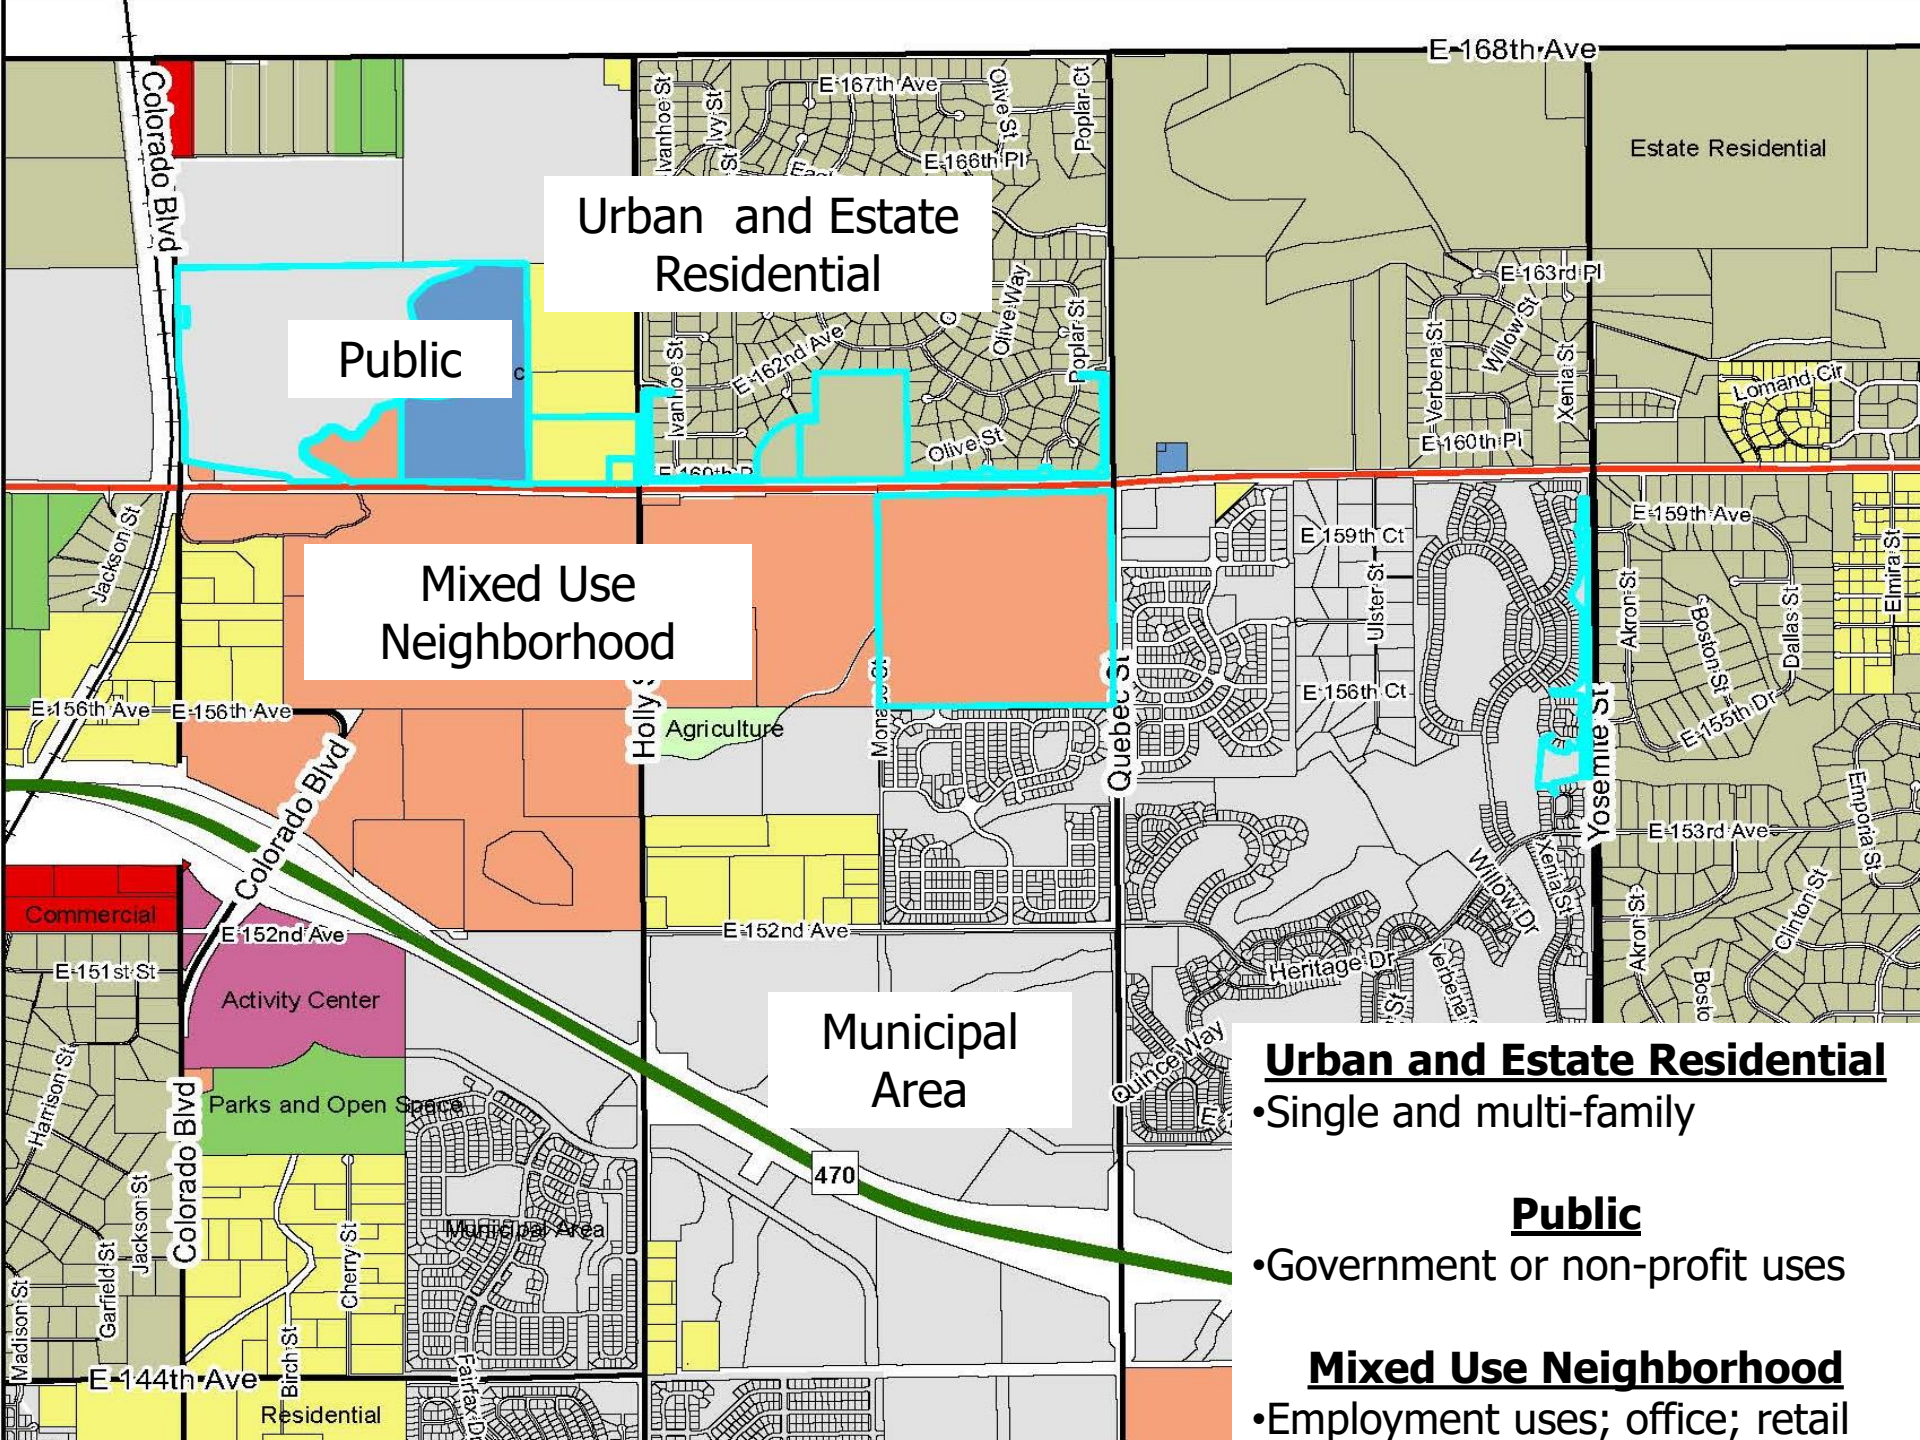 E 168th Ave
Colorado Blvd
Ivanhoe St
Ivy St
St
E 167th Ave
Olive St
Poplar Ct
E 166th Pl
Estate Residential
Urban and Estate
Residential
E 163rd Pl
Olive Way
Poplar St
Willow St
Verbena St
Xenia St
Public
c
E 162nd Ave
Ivanhoe St
Lomand Cir
Olive St
E 160th Pl
E 160th P
Jackson St
E 159th Ct
E 159th Ave
Ulster St
Akron St
Boston St
Dallas St
Elmira St
Mixed Use
Neighborhood
E 156th Ave
E 156th Ave
Holly S
Agriculture
Quebec St
E 156th Ct
E 155th Dr
Yosemite St
Colorado Blvd
E 153rd Ave
Emporia St
Willow Dr
Xenia St
Commercial
E 152nd Ave
E 152nd Ave
Akron St
Clinton St
E 151st St
Heritage Dr
Verbena
St
Bosto
Activity Center
Municipal
Area
Quince Way
E
Harrison St
Parks and Open Space
Colorado Blvd
470
Jackson St
Garfield St
Madison St
Cherry St
Birch St
Municipal Area
E 144th Ave
Fairfax D
Residential
Urban and Estate Residential
•Single and multi-family
Public
•Government or non-profit uses
Mixed Use Neighborhood
•Employment uses; office; retail